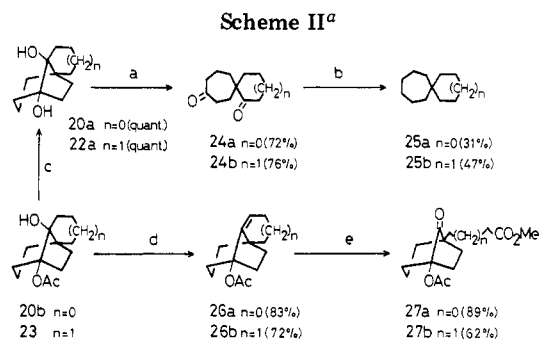 Scheme IIᵃ
HO (CH₂)n
OH
a
O O (CH₂)n
b
(CH₂)n
20a n=0(quant.)
22a n=1(quant)
24a n=0(72%)
24b n=1(76%)
25a n=0(31%)
25b n=1(47%)
c
HO (CH₂)n
OAc
d
(CH₂)n
OAc
e
O (CH₂)n CO₂Me
OAc
20b n=0
23 n=1
26a n=0(83%)
26b n=1(72%)
27a n=0(89%)
27b n=1(62%)